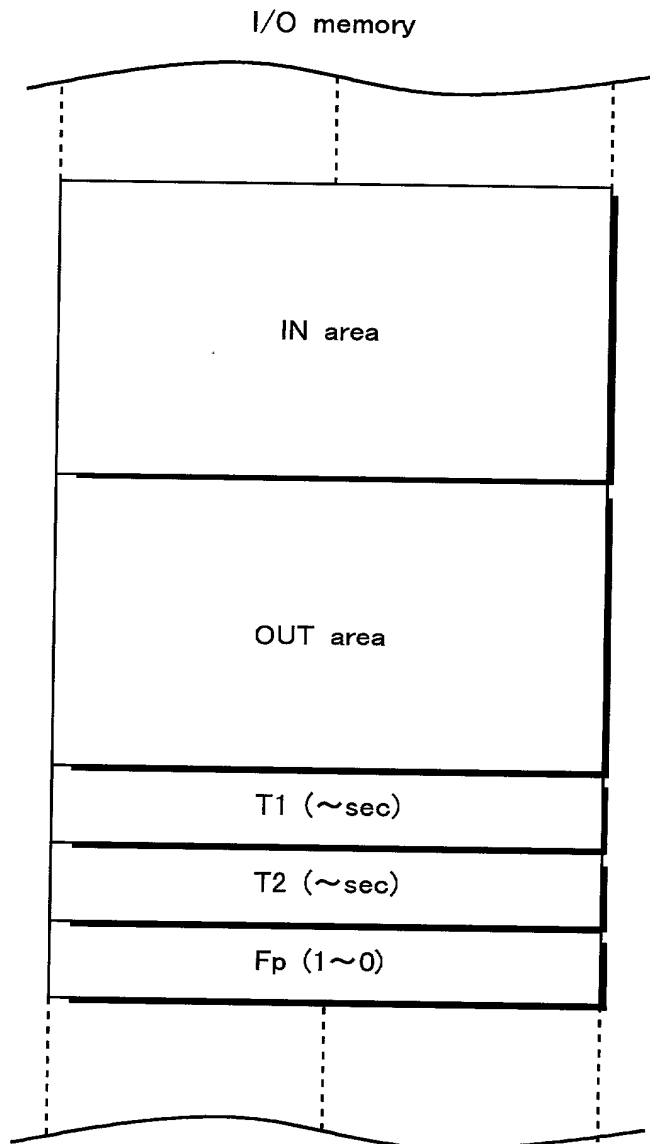 I/O memory
IN area
OUT area
T1 (～sec)
T2 (～sec)
Fp (1～0)